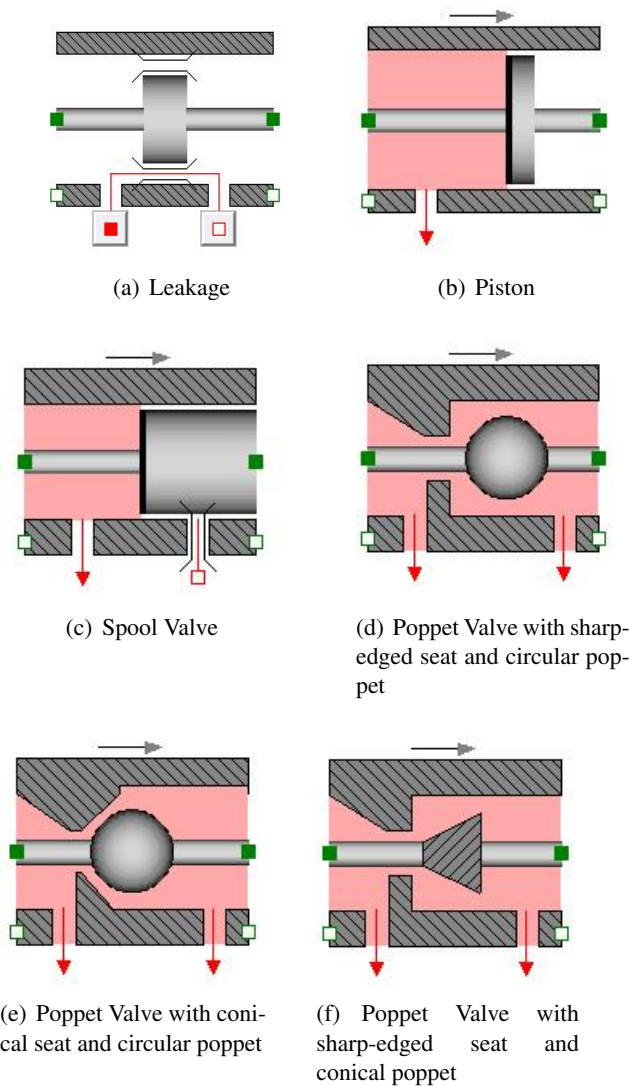 (a) Leakage
(b) Piston
(c) Spool Valve
(d) Poppet Valve with sharp-
edged seat and circular pop-
pet
(e) Poppet Valve with coni-
cal seat and circular poppet
(f) Poppet Valve with
sharp-edged seat and
conical poppet